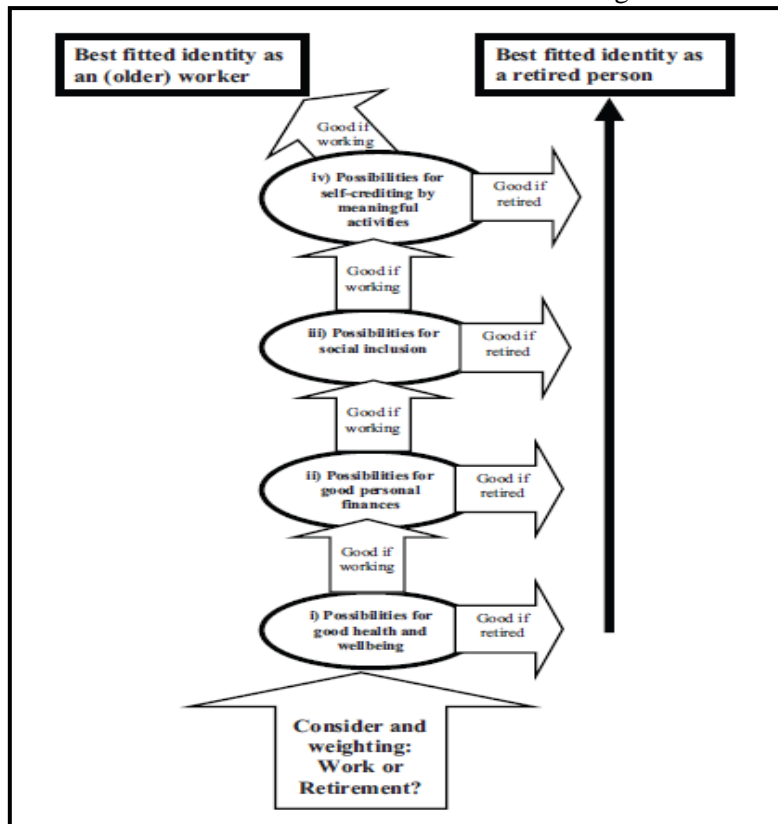 Best fitted identity as
an (older) worker
Best fitted identity as
a retired person
Good if
working
iv) Possibilities for
self-crediting by
meaningful
activities
Good if
retired
Good if
working
iii) Possibilities for
social inclusion
Good if
retired
Good if
working
ii) Possibilities for
good personal
finances
Good if
retired
Good if
working
i) Possibilities for
good health and
wellbeing
Good if
retired
Consider and
weighting:
Work or
Retirement?